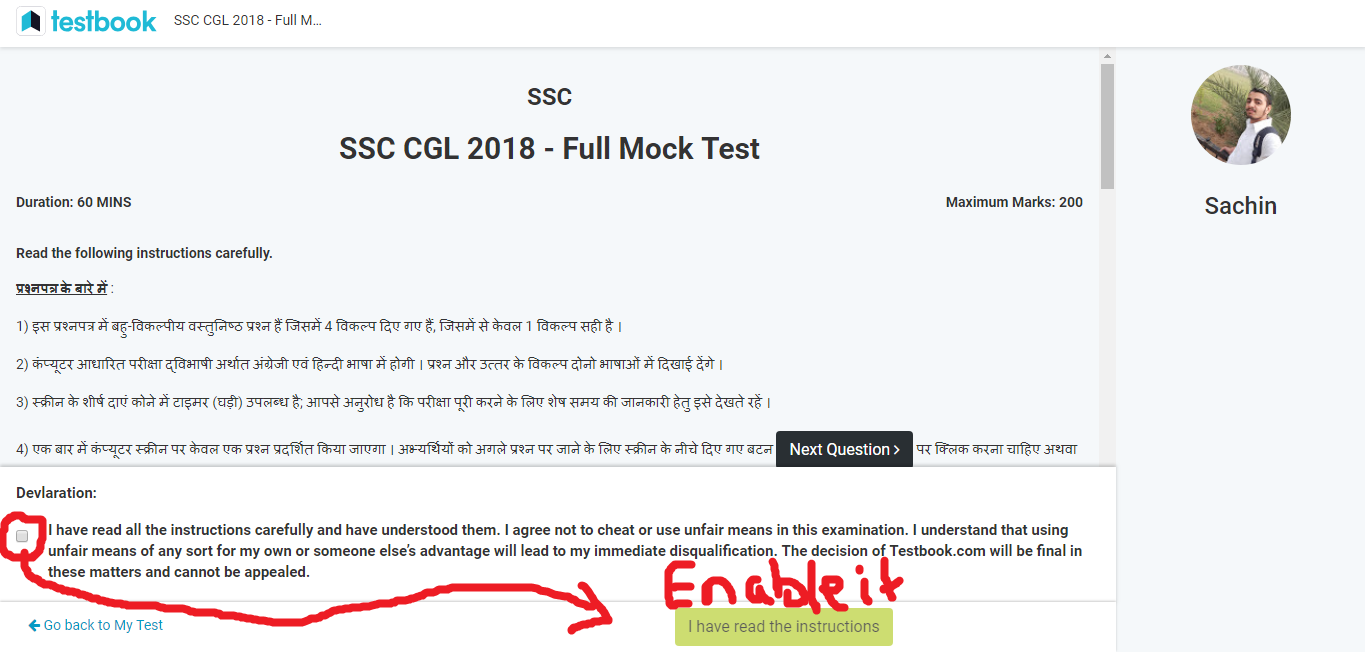 testbook SSC CGL 2018 - Full M...
SSC
SSC CGL 2018 - Full Mock Test
Duration: 60 MINS Maximum Marks: 200
Sachin
Read the following instructions carefully.
प्रश्नपत्र के बारे में :
1) इस प्रश्नपत्र में बहु-विकल्पीय वस्तुनिष्ठ प्रश्न हैं जिसमें 4 विकल्प दिए गए हैं, जिसमें से केवल 1 विकल्प सही है ।
2) कंप्यूटर आधारित परीक्षा द्विभाषी अर्थात अंग्रेजी एवं हिन्दी भाषा में होगी । प्रश्न और उत्तर के विकल्प दोनो भाषाओं में दिखाई देंगे ।
3) स्क्रीन के शीर्ष दाएं कोने में टाइमर (घड़ी) उपलब्ध है; आपसे अनुरोध है कि परीक्षा पूरी करने के लिए शेष समय की जानकारी हेतु इसे देखते रहें ।
4) एक बार में कंप्यूटर स्क्रीन पर केवल एक प्रश्न प्रदर्शित किया जाएगा । अभ्यर्थियों को अगले प्रश्न पर जाने के लिए स्क्रीन के नीचे दिए गए बटन Next Question › पर क्लिक करना चाहिए अथवा
Devlaration:
I have read all the instructions carefully and have understood them. I agree not to cheat or use unfair means in this examination. I understand that using
unfair means of any sort for my own or someone else’s advantage will lead to my immediate disqualification. The decision of Testbook.com will be final in
these matters and cannot be appealed.
Enable it
← Go back to My Test I have read the instructions